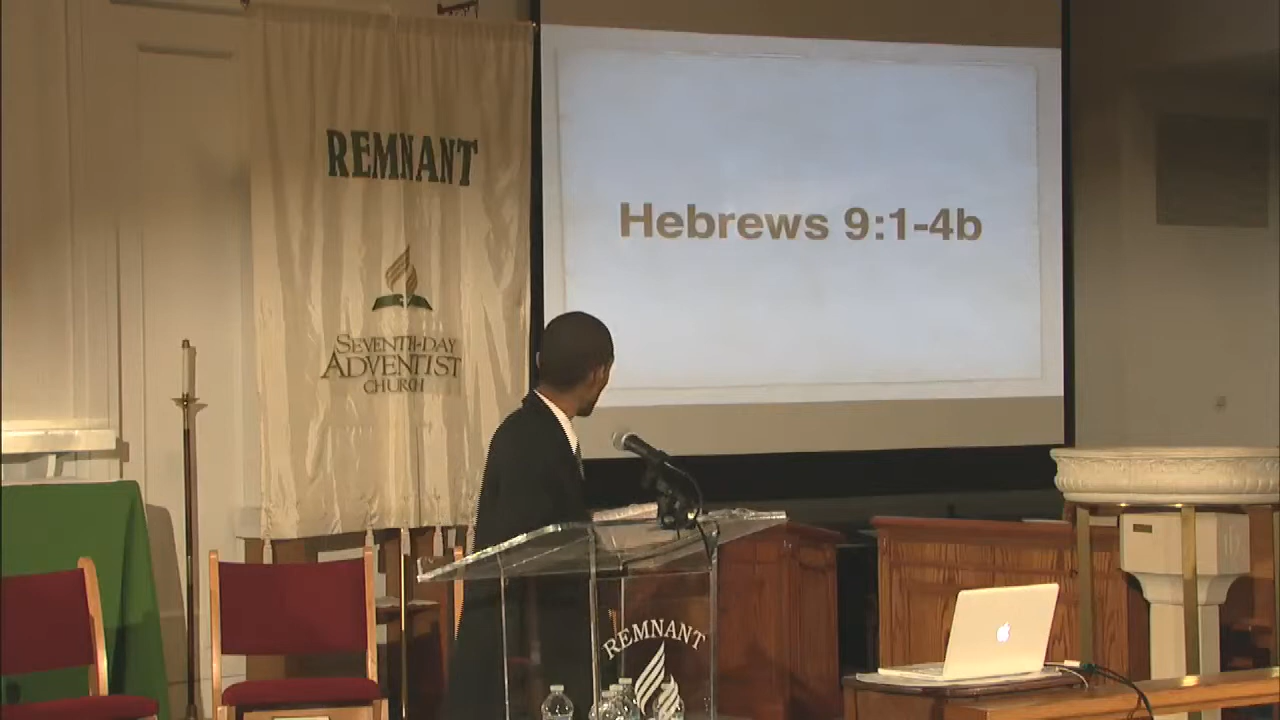 REMNANT
SEVENTH-DAY
ADVENTIST
CHURCH
Hebrews 9:1-4b
REMNANT